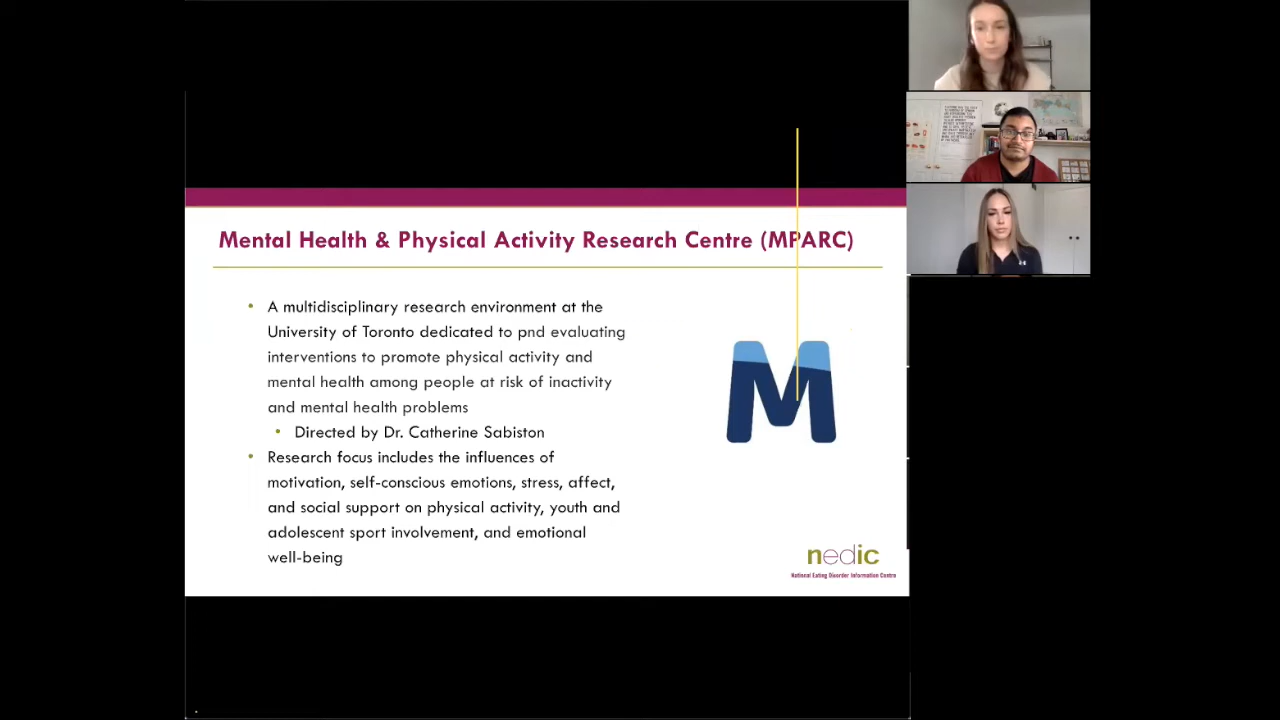 Mental Health & Physical Activity Research Centre (MPARC)
• A multidisciplinary research environment at the
University of Toronto dedicated to pnd evaluating
interventions to promote physical activity and
mental health among people at risk of inactivity
and mental health problems
• Directed by Dr. Catherine Sabiston
• Research focus includes the influences of
motivation, self-conscious emotions, stress, affect,
and social support on physical activity, youth and
adolescent sport involvement, and emotional
well-being
M
nedic
National Eating Disorder Information Centre